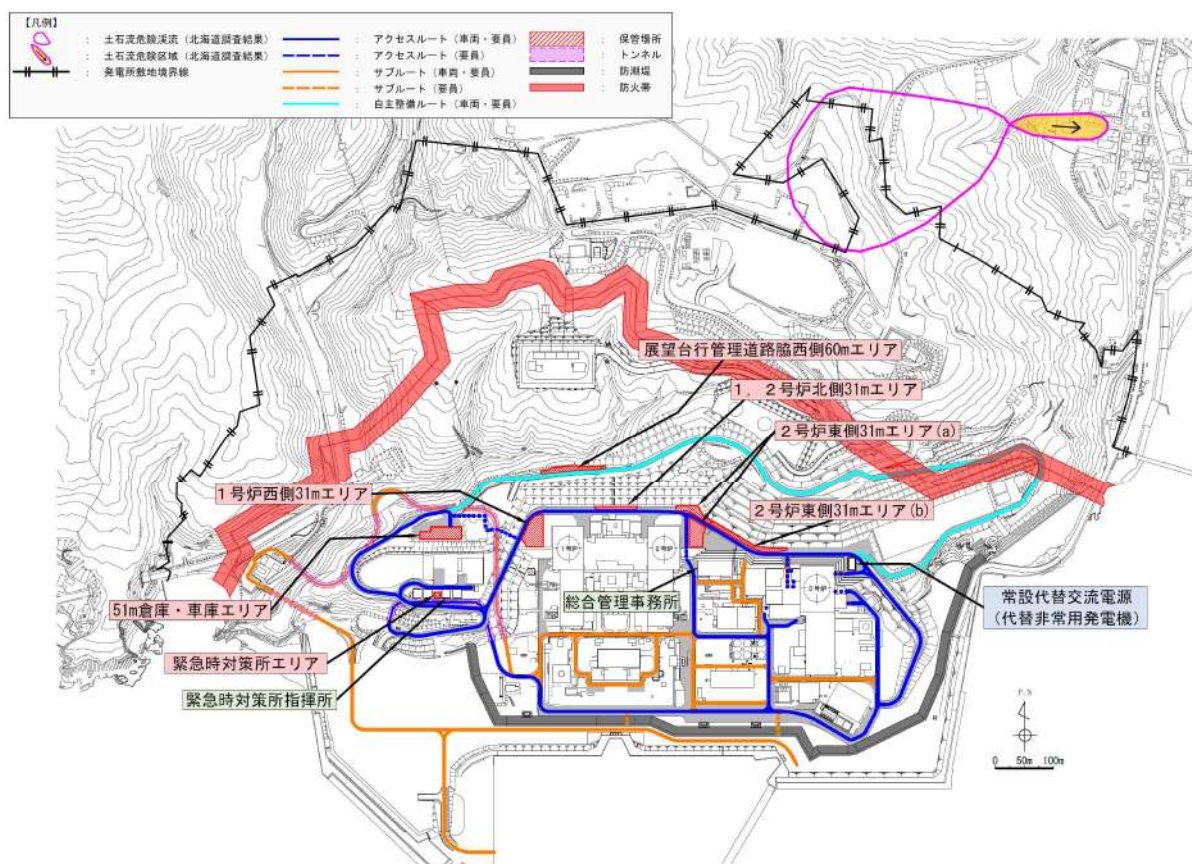 【凡例】
： 土石流危険渓流（北海道調査結果）
： 土石流危険区域（北海道調査結果）
： 発電所敷地境界線
： アクセスルート（車両・要員）
： アクセスルート（要員）
： サブルート（車両・要員）
： サブルート（要員）
： 自主整備ルート（車両・要員）
： 保管場所
： トンネル
： 防潮堤
： 防火帯
展望台行管理道路脇西側60mエリア
1，2号炉北側31mエリア
2号炉東側31mエリア(a)
1号炉西側31mエリア
2号炉東側31mエリア(b)
1号炉
2号炉
3号炉
総合管理事務所
51m倉庫・車庫エリア
常設代替交流電源
（代替非常用発電機）
緊急時対策所エリア
緊急時対策所指揮所
P.N
0 50m 100m